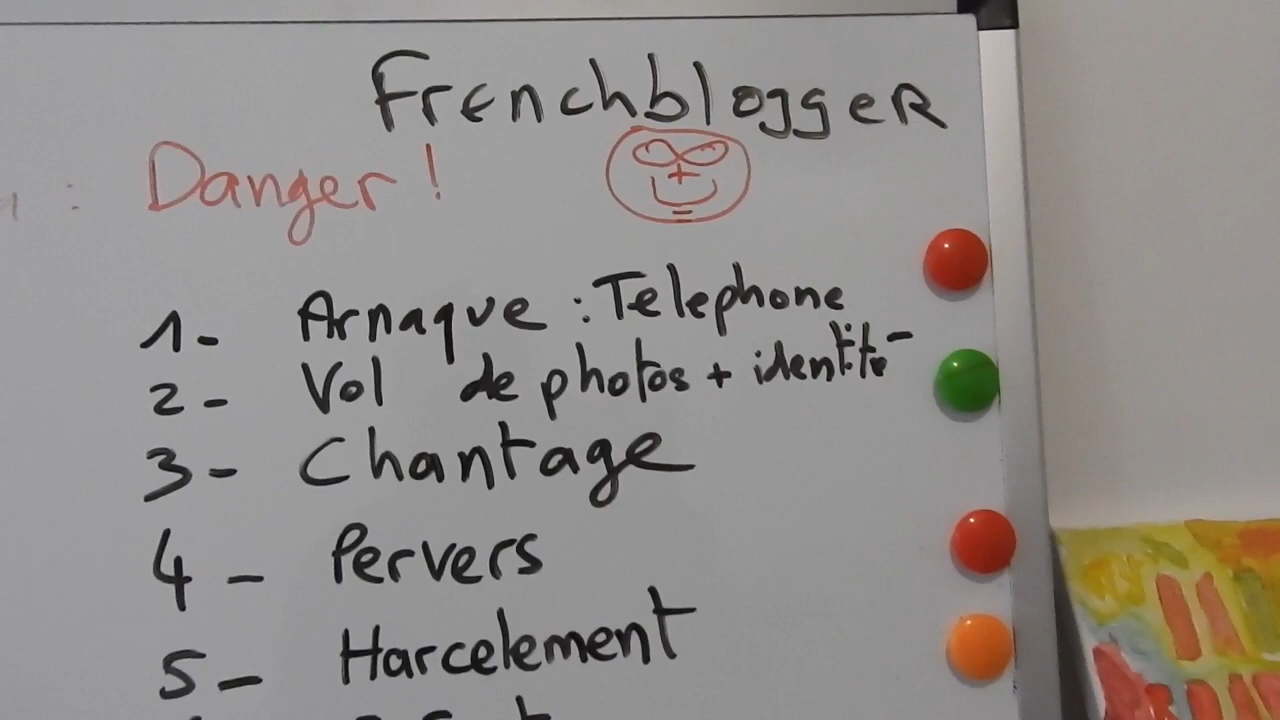 Frenchblogger
Danger !
1- Arnaque : Telephone
2- Vol de photos + identité
3- Chantage
4- Pervers
5- Harcelement